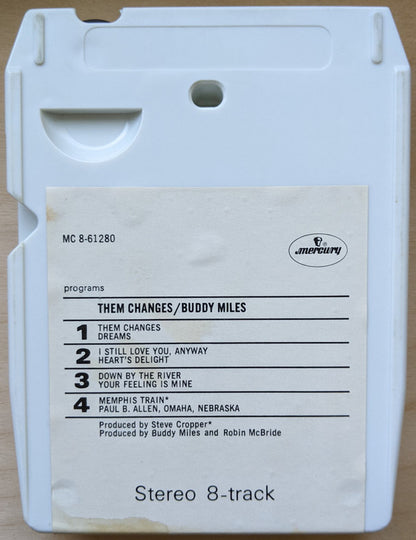 MC 8-61280
mercury
programs
THEM CHANGES/BUDDY MILES
1 THEM CHANGES
DREAMS
2 I STILL LOVE YOU, ANYWAY
HEART'S DELIGHT
3 DOWN BY THE RIVER
YOUR FEELING IS MINE
4 MEMPHIS TRAIN*
PAUL B. ALLEN, OMAHA, NEBRASKA
Produced by Steve Cropper*
Produced by Buddy Miles and Robin McBride
Stereo 8-track